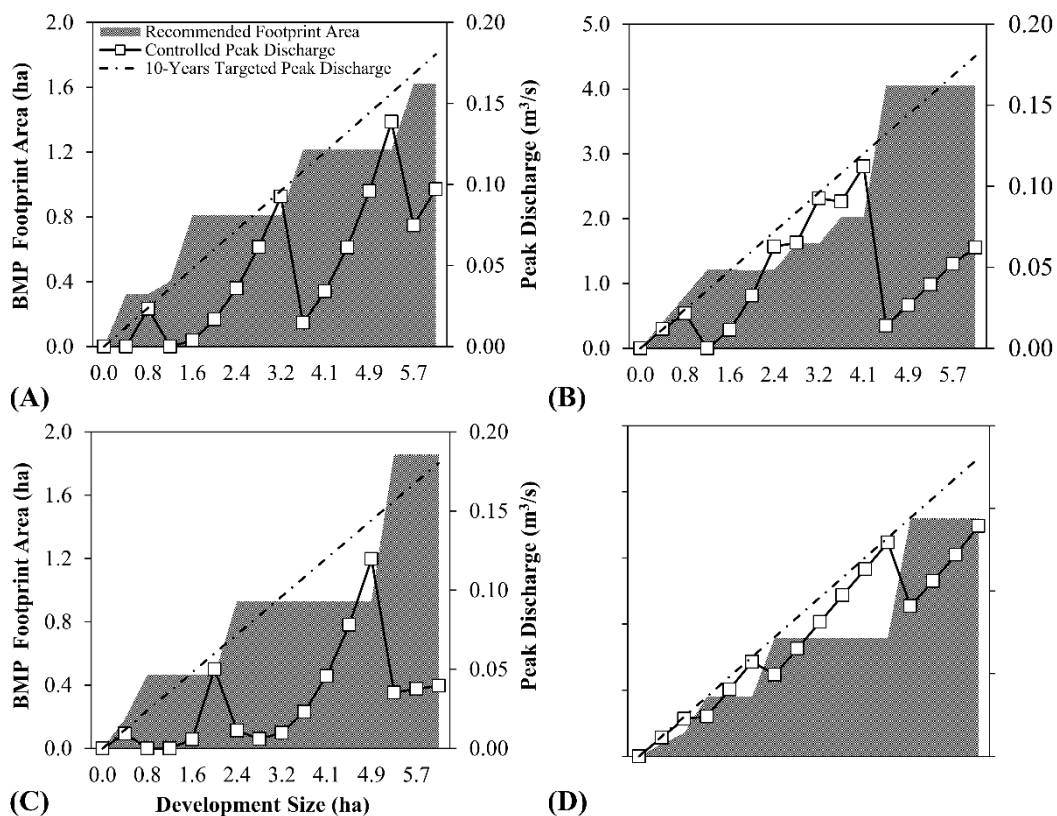 2.0
1.6
1.2
0.8
0.4
0.0
BMP Footprint Area (ha)
Recommended Footprint Area
Controlled Peak Discharge
10-Years Targeted Peak Discharge
0.20
0.15
0.10
0.05
0.00
Peak Discharge (m³/s)
0.0 0.8 1.6 2.4 3.2 4.1 4.9 5.7
(A)
5.0
4.0
3.0
2.0
1.0
0.0
0.20
0.15
0.10
0.05
0.00
0.0 0.8 1.6 2.4 3.2 4.1 4.9 5.7
(B)
2.0
1.6
1.2
0.8
0.4
0.0
BMP Footprint Area (ha)
0.20
0.15
0.10
0.05
0.00
Peak Discharge (m³/s)
0.0 0.8 1.6 2.4 3.2 4.1 4.9 5.7
(C)
Development Size (ha)
(D)